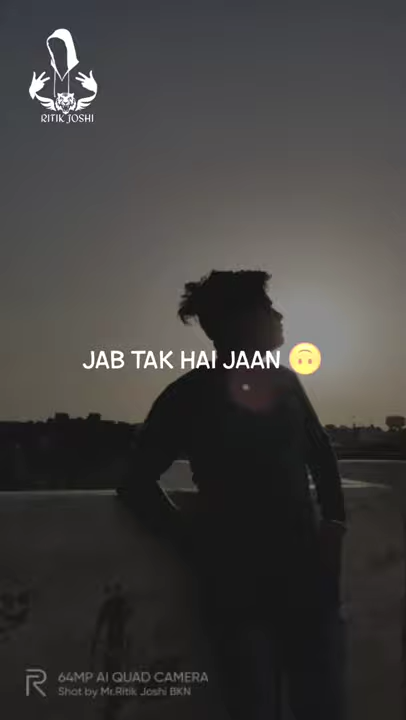 RITIK JOSHI
JAB TAK HAI JAAN 🙃
R
64MP AI QUAD CAMERA
Shot by Mr.Ritik Joshi BKN